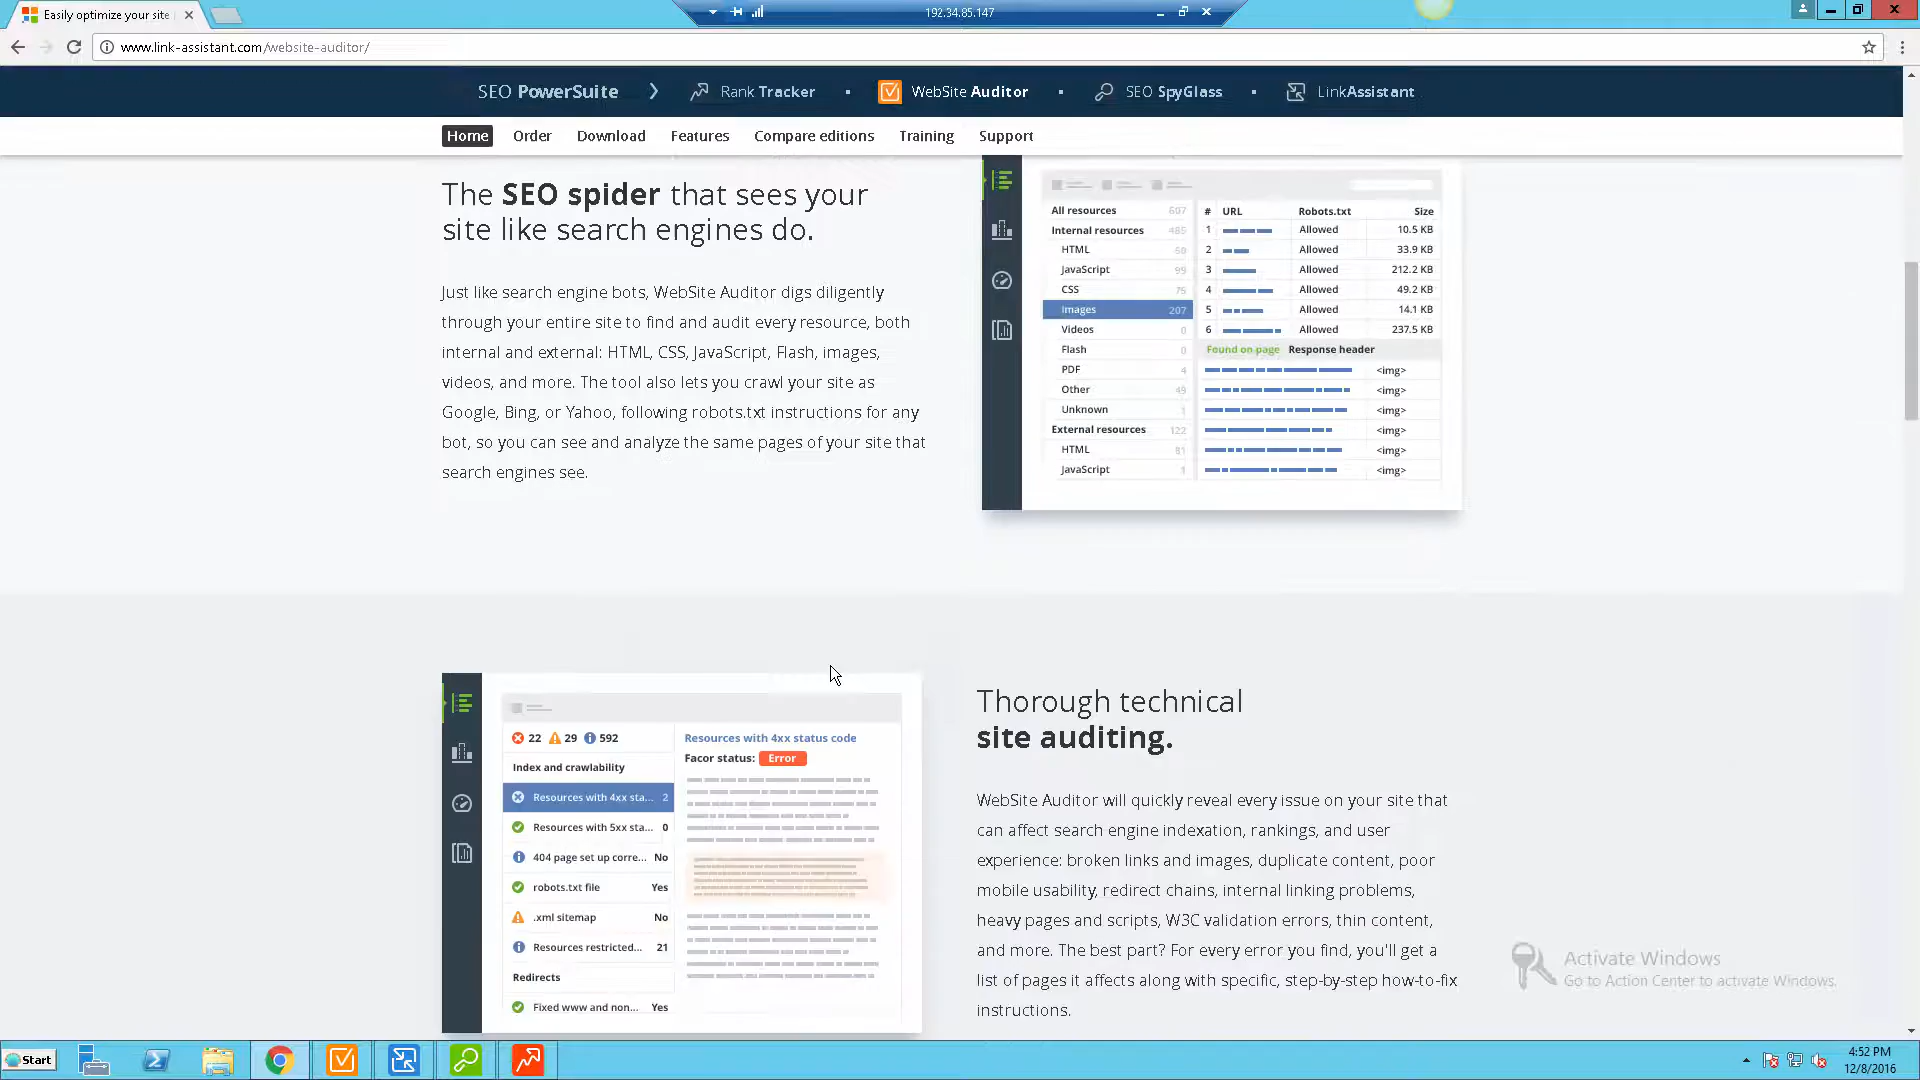 Easily optimize your site
192.34.85.147
www.link-assistant.com/website-auditor/
SEO PowerSuite
Rank Tracker
WebSite Auditor
SEO SpyGlass
LinkAssistant
Home
Order
Download
Features
Compare editions
Training
Support
The SEO spider that sees your
site like search engines do.
Just like search engine bots, WebSite Auditor digs diligently
through your entire site to find and audit every resource, both
internal and external: HTML, CSS, JavaScript, Flash, images,
videos, and more. The tool also lets you crawl your site as
Google, Bing, or Yahoo, following robots.txt instructions for any
bot, so you can see and analyze the same pages of your site that
search engines see.
All resources 607
Internal resources 485
HTML 50
JavaScript 99
CSS 75
Images 207
Videos 0
Flash 0
PDF 4
Other 49
Unknown 1
External resources 122
HTML 81
JavaScript 1
# URL Robots.txt Size
1 Allowed 10.5 KB
2 Allowed 33.9 KB
3 Allowed 212.2 KB
4 Allowed 49.2 KB
5 Allowed 14.1 KB
6 Allowed 237.5 KB
Found on page Response header
<img>
<img>
<img>
<img>
<img>
<img>
22 29 592
Index and crawlability
Resources with 4xx sta... 2
Resources with 5xx sta... 0
404 page set up corre... No
robots.txt file Yes
.xml sitemap No
Resources restricted... 21
Redirects
Fixed www and non... Yes
Resources with 4xx status code
Facor status: Error
Thorough technical
site auditing.
WebSite Auditor will quickly reveal every issue on your site that
can affect search engine indexation, rankings, and user
experience: broken links and images, duplicate content, poor
mobile usability, redirect chains, internal linking problems,
heavy pages and scripts, W3C validation errors, thin content,
and more. The best part? For every error you find, you'll get a
list of pages it affects along with specific, step-by-step how-to-fix
instructions.
Activate Windows
Go to Action Center to activate Windows.
Start
4:52 PM
12/8/2016